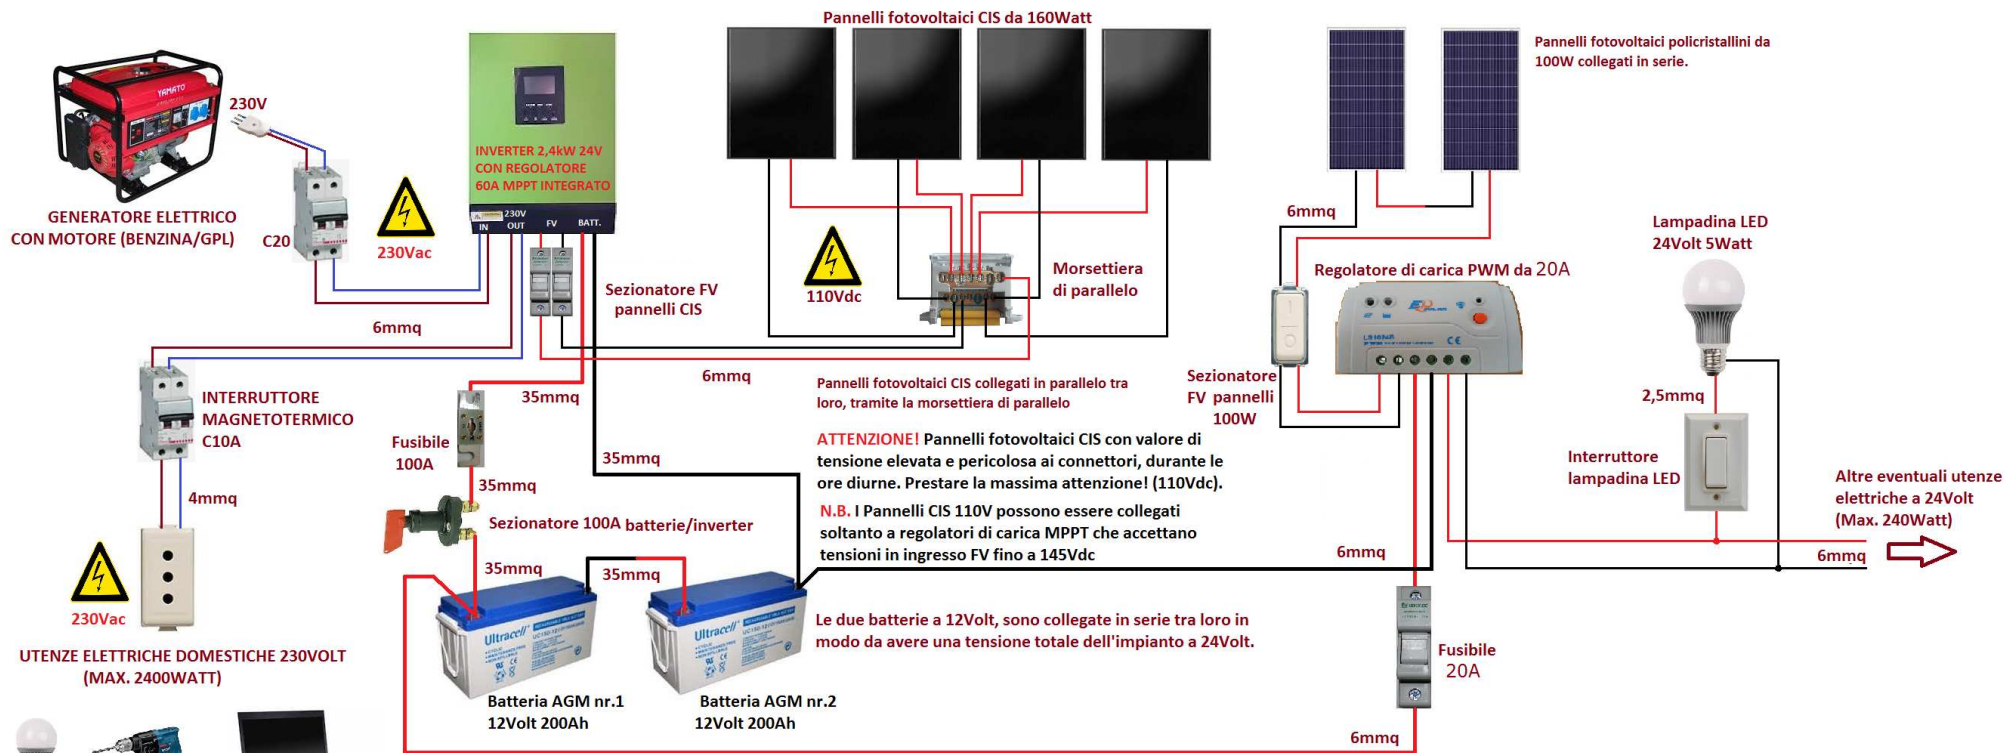 Pannelli fotovoltaici CIS da 160Watt
Pannelli fotovoltaici policristallini da
100W collegati in serie.
YAMATO
230V
INVERTER 2,4kW 24V
CON REGOLATORE
60A MPPT INTEGRATO
230V
IN
OUT
FV
BATT.
GENERATORE ELETTRICO
CON MOTORE (BENZINA/GPL)
C20
230Vac
6mmq
Sezionatore FV
pannelli CIS
110Vdc
Morsettiera
di parallelo
6mmq
6mmq
Regolatore di carica PWM da 20A
Lampadina LED
24Volt 5Watt
CE
Sezionatore
FV pannelli
100W
2,5mmq
Interruttore
lampadina LED
Altre eventuali utenze
elettriche a 24Volt
(Max. 240Watt)
6mmq
INTERRUTTORE
MAGNETOTERMICO
C10A
4mmq
35mmq
Fusibile
100A
35mmq
35mmq
Sezionatore 100A batterie/inverter
35mmq
35mmq
Pannelli fotovoltaici CIS collegati in parallelo tra
loro, tramite la morsettiera di parallelo
ATTENZIONE! Pannelli fotovoltaici CIS con valore di
tensione elevata e pericolosa ai connettori, durante le
ore diurne. Prestare la massima attenzione! (110Vdc).
N.B. I Pannelli CIS 110V possono essere collegati
soltanto a regolatori di carica MPPT che accettano
tensioni in ingresso FV fino a 145Vdc
6mmq
230Vac
UTENZE ELETTRICHE DOMESTICHE 230VOLT
(MAX. 2400WATT)
Ultracell
Ultracell
Batteria AGM nr.1
12Volt 200Ah
Batteria AGM nr.2
12Volt 200Ah
Le due batterie a 12Volt, sono collegate in serie tra loro in
modo da avere una tensione totale dell'impianto a 24Volt.
Fusibile
20A
6mmq